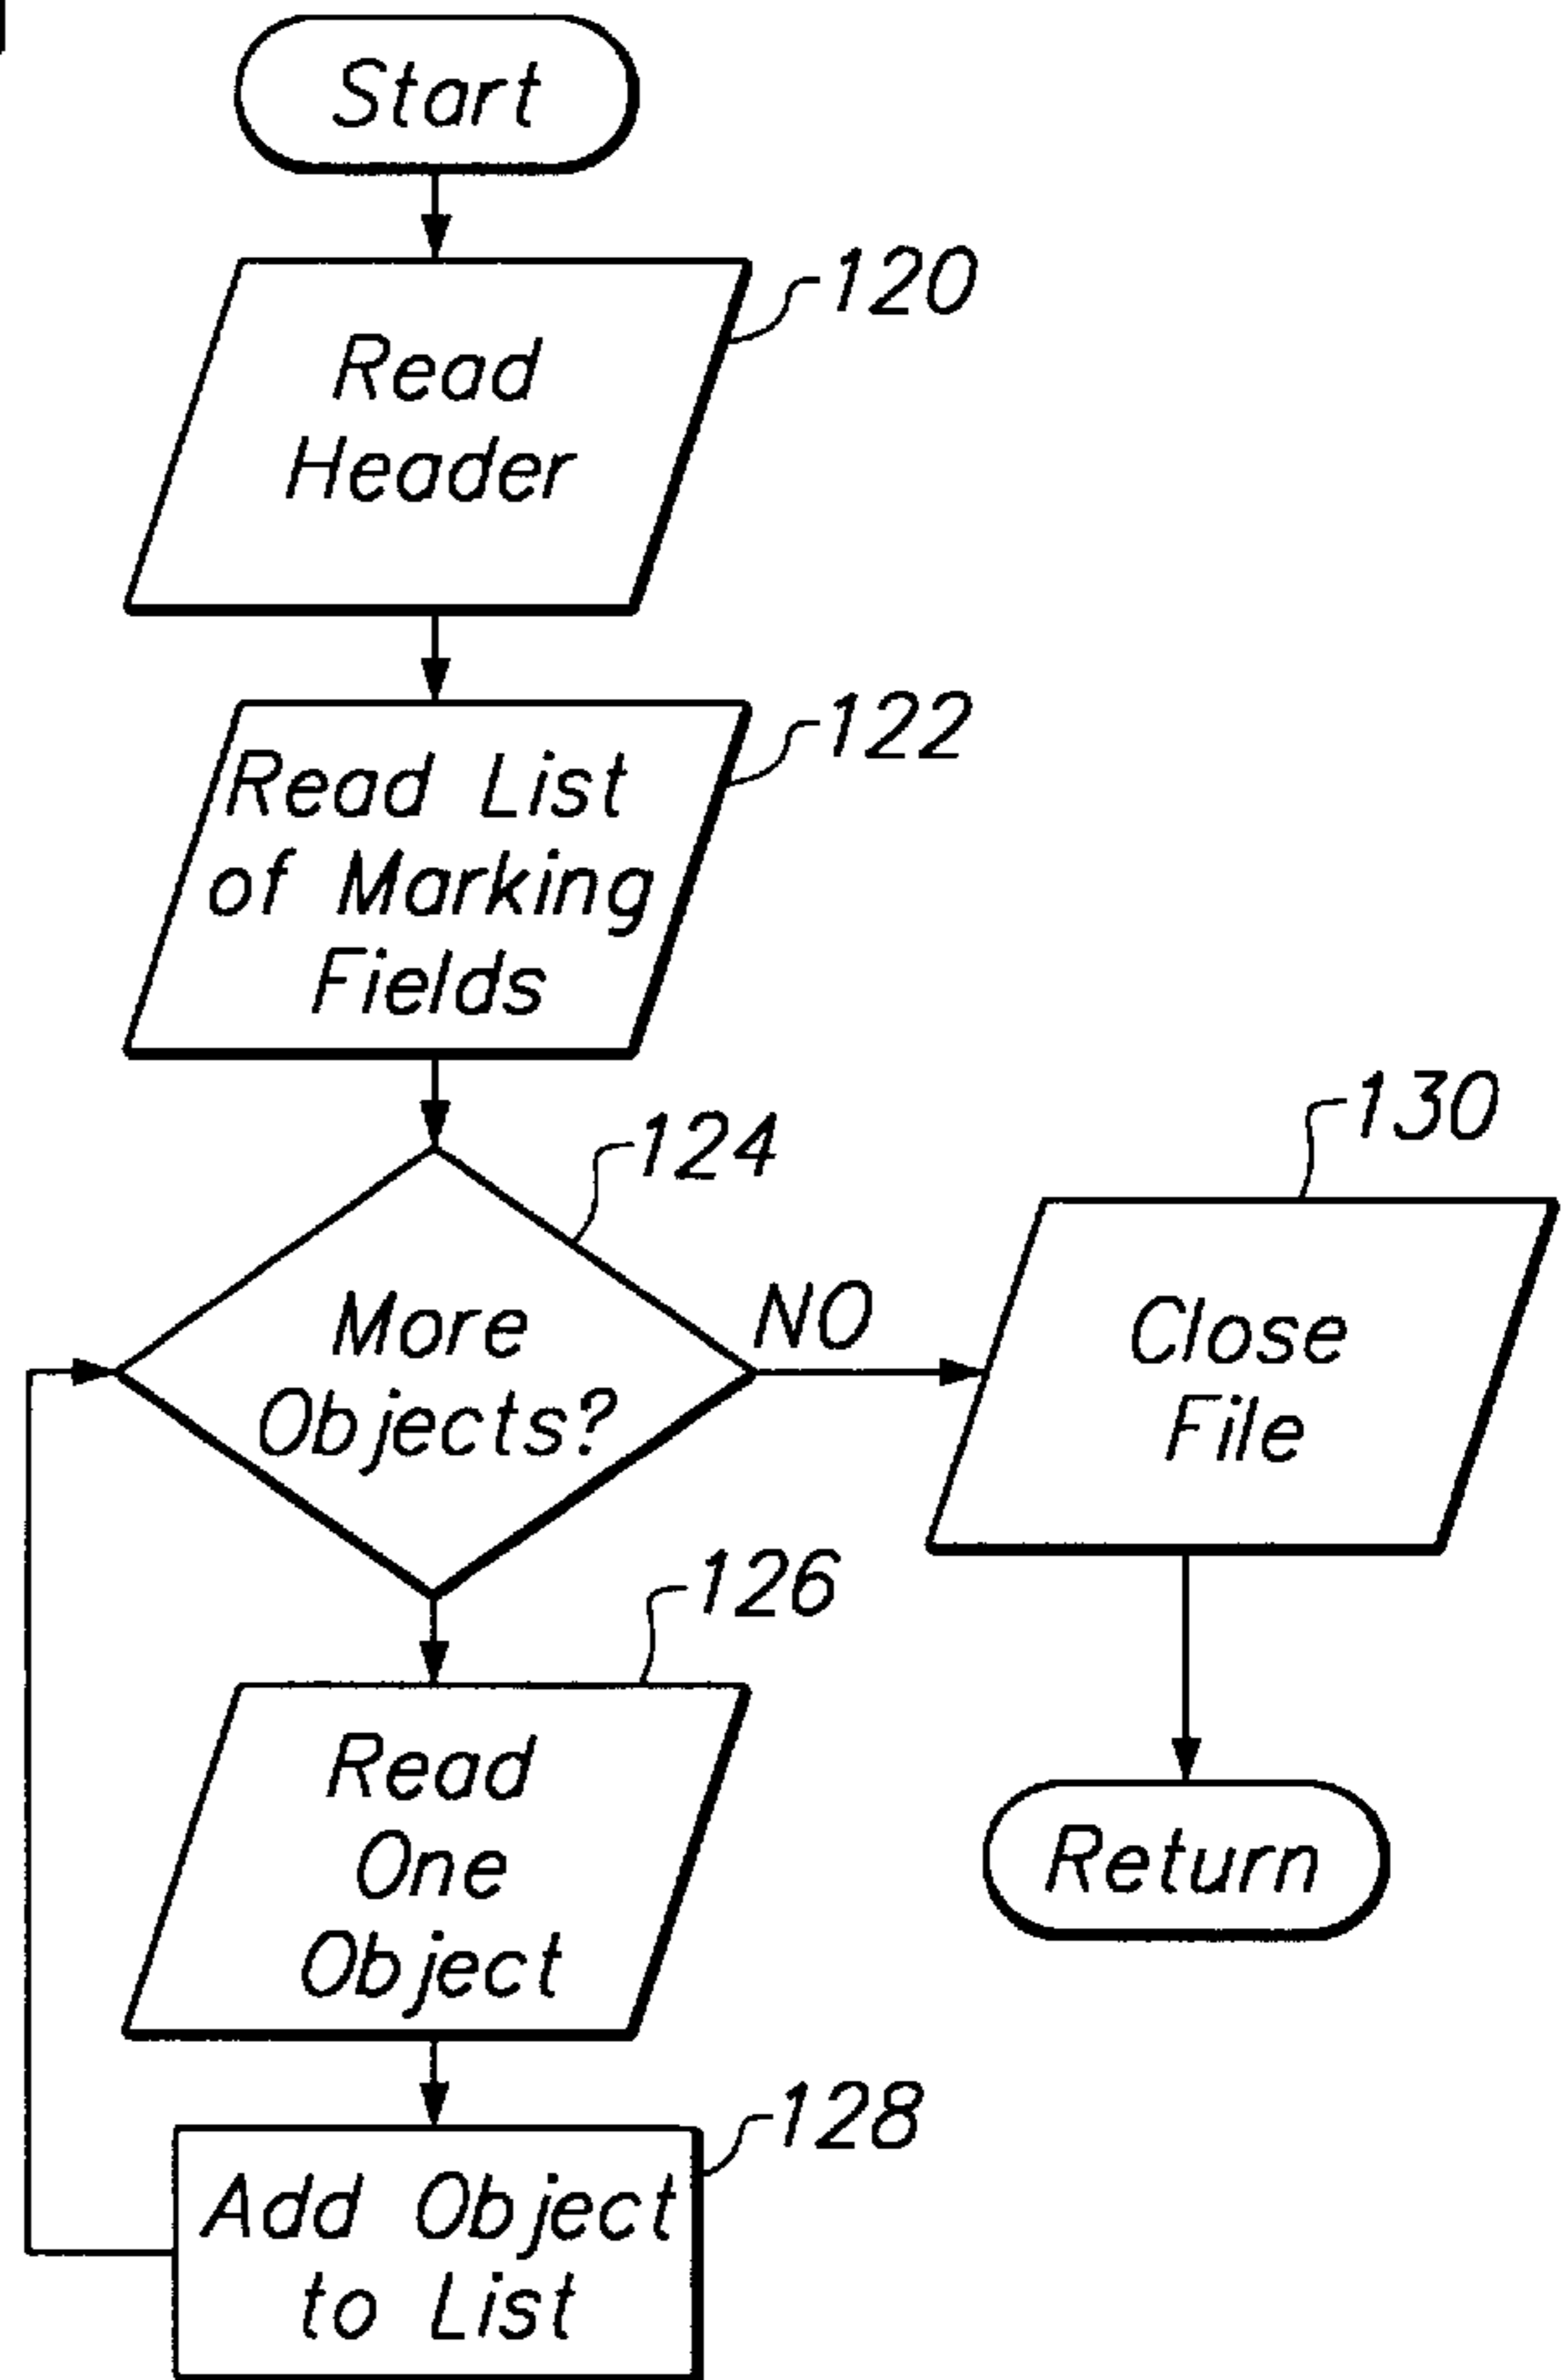 Start
120
Read
Header
122
Read List
of Marking
Fields
124
More
Objects?
NO
130
Close
File
126
Read
One
Object
Return
128
Add Object
to List